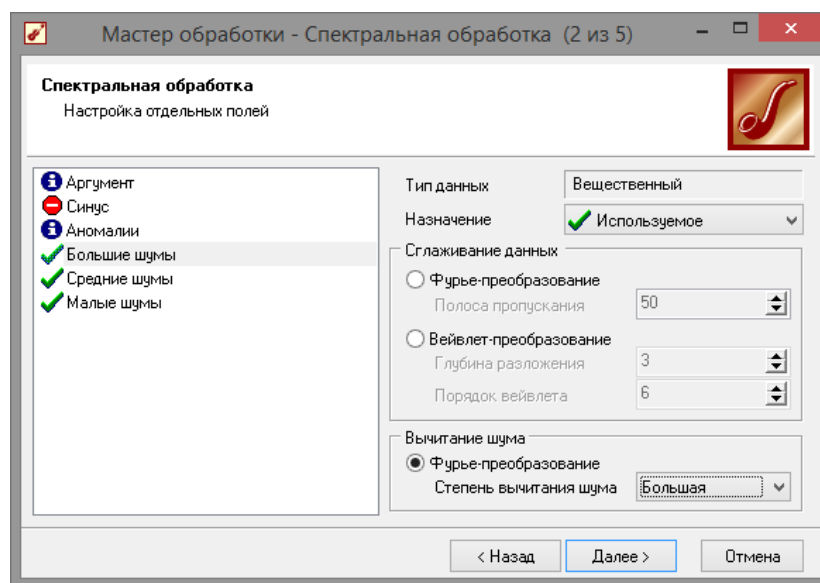 Мастер обработки - Спектральная обработка (2 из 5)
Спектральная обработка
Настройка отдельных полей
Аргумент
Синус
Аномалии
Большие шумы
Средние шумы
Малые шумы
Тип данных Вещественный
Назначение Используемое
Сглаживание данных
Фурье-преобразование
Полоса пропускания 50
Вейвлет-преобразование
Глубина разложения 3
Порядок вейвлета 6
Вычитание шума
Фурье-преобразование
Степень вычитания шума Большая
< Назад Далее > Отмена